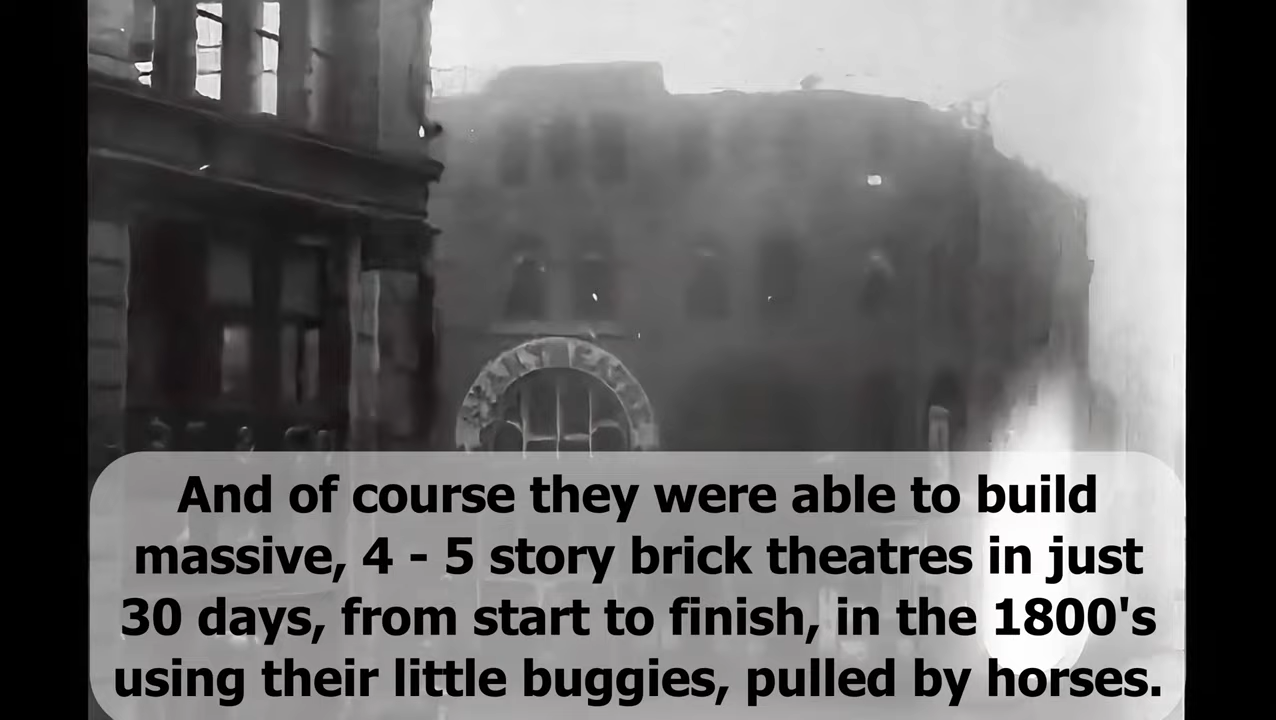 And of course they were able to build
massive, 4 - 5 story brick theatres in just
30 days, from start to finish, in the 1800's
using their little buggies, pulled by horses.